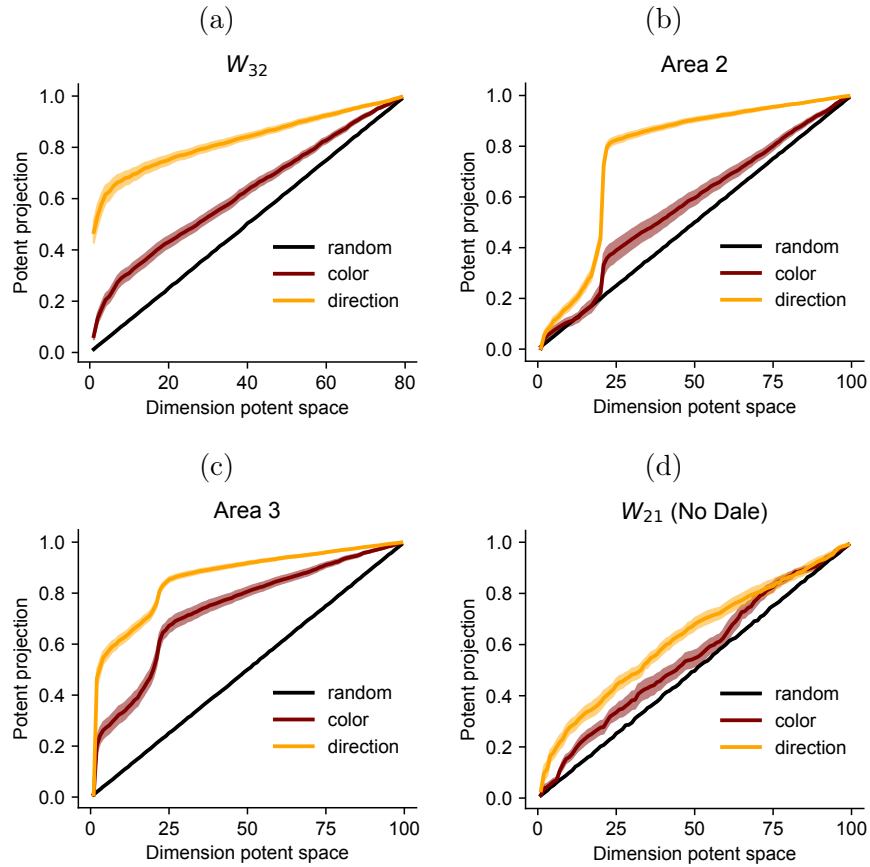 (a)
W32
Potent projection
1.0
0.8
0.6
0.4
0.2
0.0
random
color
direction
0 20 40 60 80
Dimension potent space
(b)
Area 2
Potent projection
1.0
0.8
0.6
0.4
0.2
0.0
random
color
direction
0 25 50 75 100
Dimension potent space
(c)
Area 3
Potent projection
1.0
0.8
0.6
0.4
0.2
0.0
random
color
direction
0 25 50 75 100
Dimension potent space
(d)
W21 (No Dale)
Potent projection
1.0
0.8
0.6
0.4
0.2
0.0
random
color
direction
0 25 50 75 100
Dimension potent space